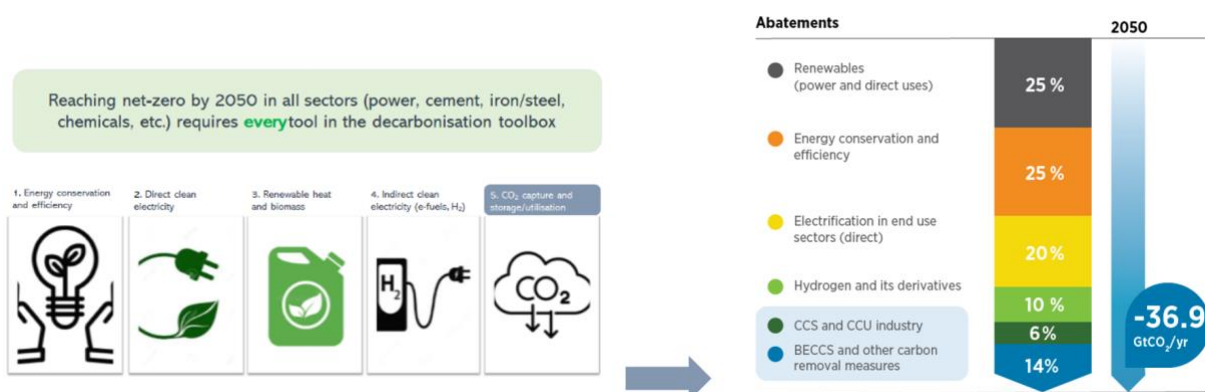 Reaching net-zero by 2050 in all sectors (power, cement, iron/steel,
chemicals, etc.) requires everytool in the decarbonisation toolbox
1. Energy conservation
and efficiency
2. Direct clean
electricity
3. Renewable heat
and biomass
4. Indirect clean
electricity (e-fuels, H₂)
5. CO₂ capture and
storage/utilisation
H₂
CO₂
Abatements
2050
Renewables
(power and direct uses)
25 %
Energy conservation and
efficiency
25 %
Electrification in end use
sectors (direct)
20 %
Hydrogen and its derivatives
10 %
CCS and CCU industry
6%
BECCS and other carbon
removal measures
14%
-36.9
GtCO₂/yr